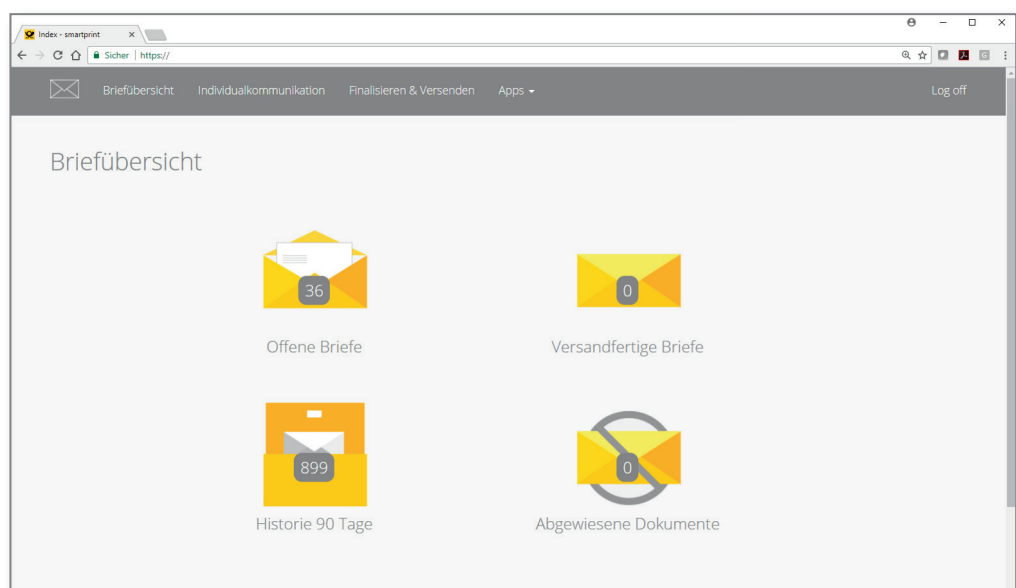 Index - smartprint
Sicher | https://
Briefübersicht Individualkommunikation Finalisieren & Versenden Apps Log off
Briefübersicht
36
0
Offene Briefe
Versandfertige Briefe
899
0
Historie 90 Tage
Abgewiesene Dokumente